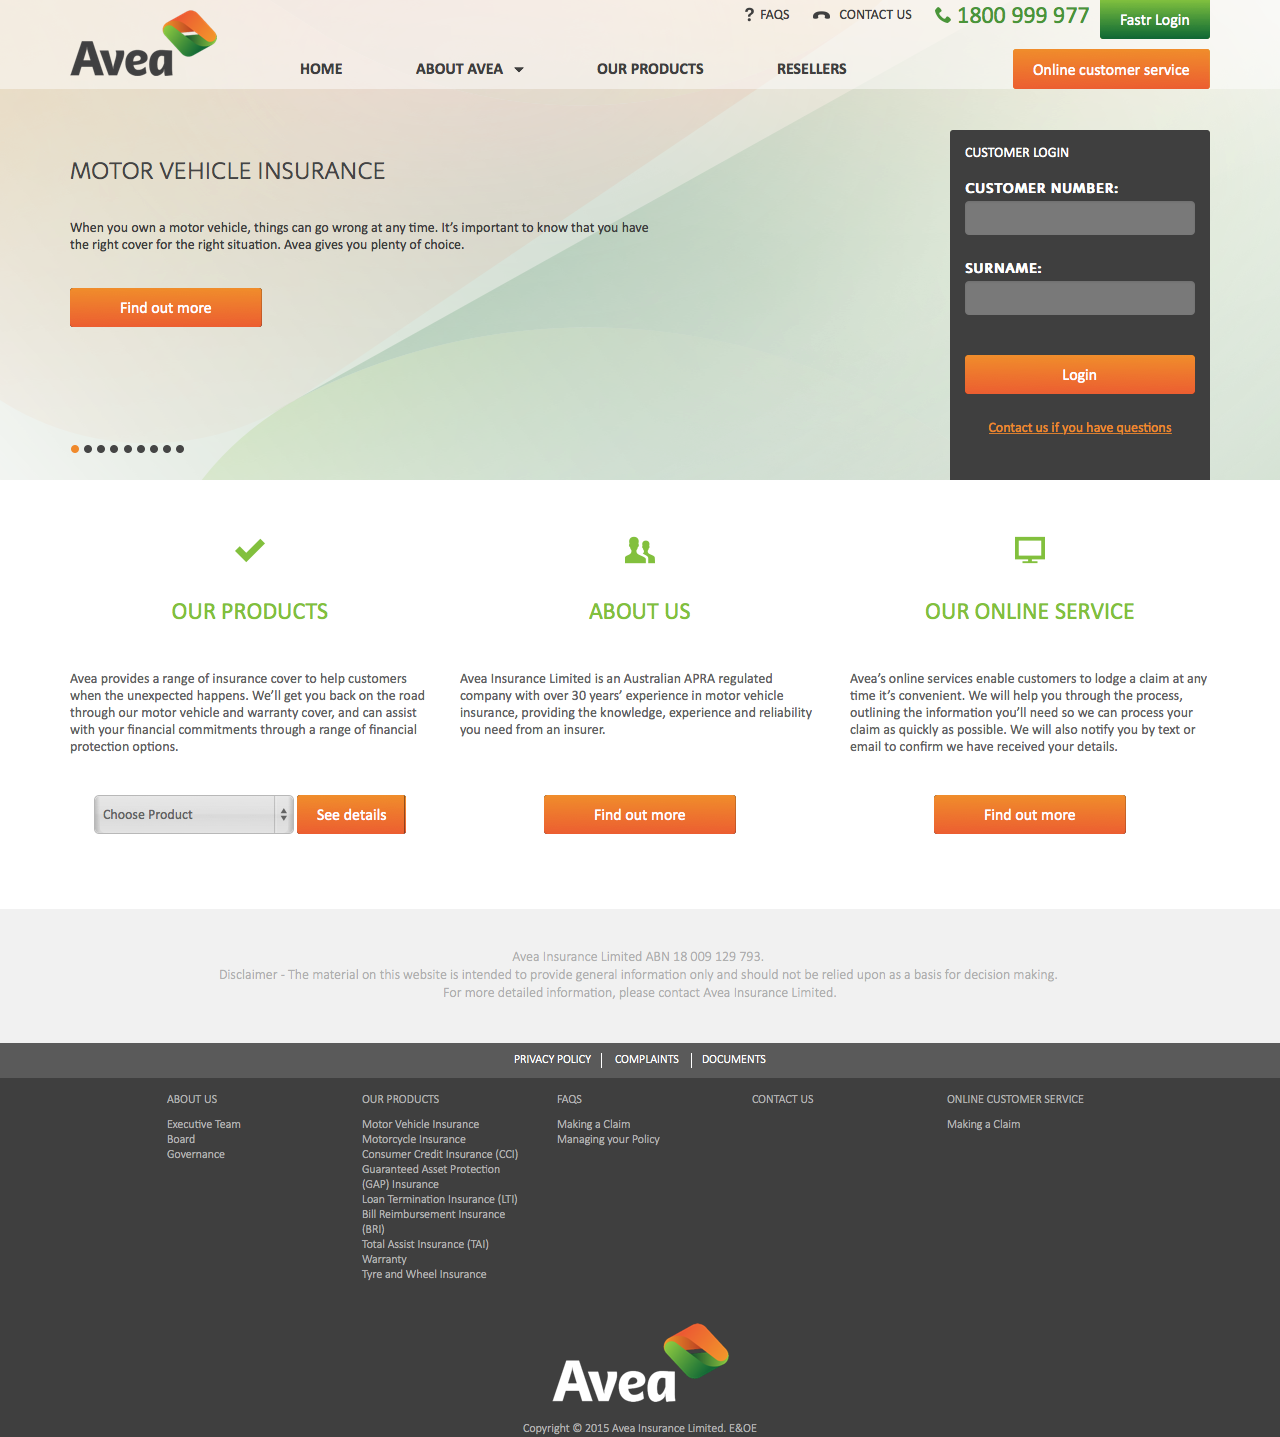 ? FAQS
CONTACT US
1800 999 977
Fastr Login
Avea
HOME
ABOUT AVEA
OUR PRODUCTS
RESELLERS
Online customer service
MOTOR VEHICLE INSURANCE
When you own a motor vehicle, things can go wrong at any time. It’s important to know that you have
the right cover for the right situation. Avea gives you plenty of choice.
Find out more
CUSTOMER LOGIN
CUSTOMER NUMBER:
SURNAME:
Login
Contact us if you have questions
OUR PRODUCTS
Avea provides a range of insurance cover to help customers
when the unexpected happens. We’ll get you back on the road
through our motor vehicle and warranty cover, and can assist
with your financial commitments through a range of financial
protection options.
Choose Product
See details
ABOUT US
Avea Insurance Limited is an Australian APRA regulated
company with over 30 years’ experience in motor vehicle
insurance, providing the knowledge, experience and reliability
you need from an insurer.
Find out more
OUR ONLINE SERVICE
Avea’s online services enable customers to lodge a claim at any
time it’s convenient. We will help you through the process,
outlining the information you’ll need so we can process your
claim as quickly as possible. We will also notify you by text or
email to confirm we have received your details.
Find out more
Avea Insurance Limited ABN 18 009 129 793.
Disclaimer - The material on this website is intended to provide general information only and should not be relied upon as a basis for decision making.
For more detailed information, please contact Avea Insurance Limited.
PRIVACY POLICY
COMPLAINTS
DOCUMENTS
ABOUT US
Executive Team
Board
Governance
OUR PRODUCTS
Motor Vehicle Insurance
Motorcycle Insurance
Consumer Credit Insurance (CCI)
Guaranteed Asset Protection
(GAP) Insurance
Loan Termination Insurance (LTI)
Bill Reimbursement Insurance
(BRI)
Total Assist Insurance (TAI)
Warranty
Tyre and Wheel Insurance
FAQS
Making a Claim
Managing your Policy
CONTACT US
ONLINE CUSTOMER SERVICE
Making a Claim
Avea
Copyright © 2015 Avea Insurance Limited. E&OE